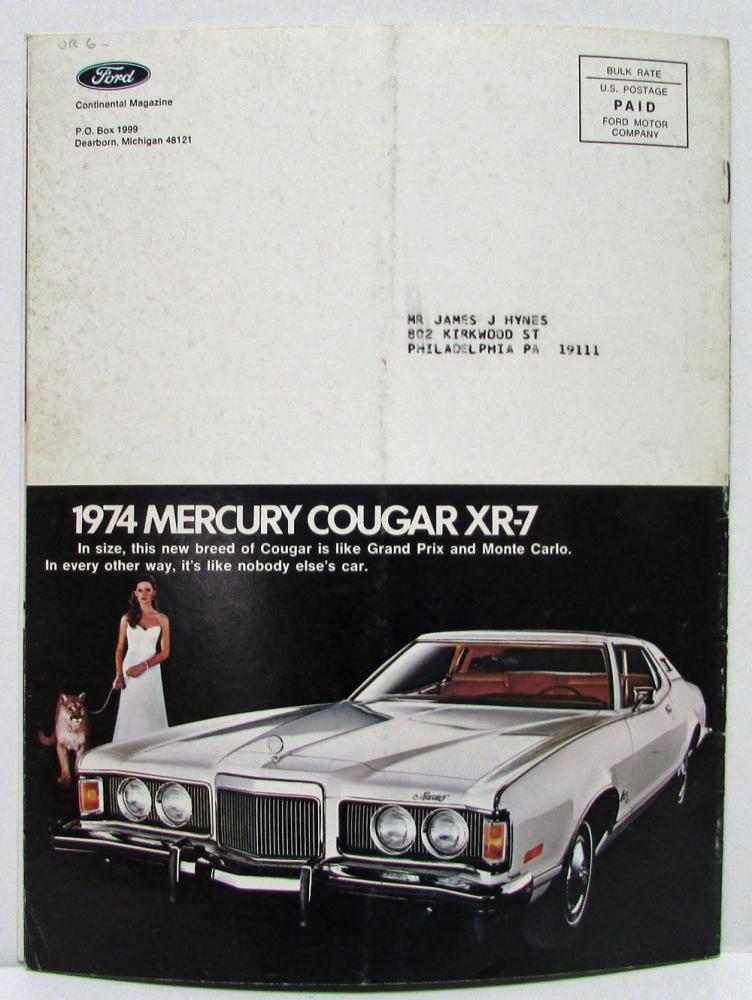 UR 6-
Ford
Continental Magazine
P.O. Box 1999
Dearborn, Michigan 48121
BULK RATE
U.S. POSTAGE
PAID
FORD MOTOR
COMPANY
MR JAMES J HYNES
802 KIRKWOOD ST
PHILADELPHIA PA 19111
1974 MERCURY COUGAR XR-7
In size, this new breed of Cougar is like Grand Prix and Monte Carlo.
In every other way, it's like nobody else's car.
Mercury